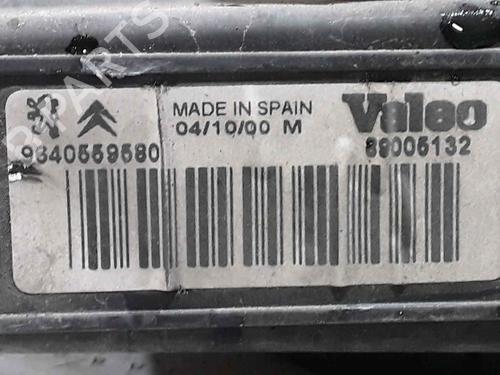 MADE IN SPAIN
04/10/00 M
Valeo
9640559580
89005132